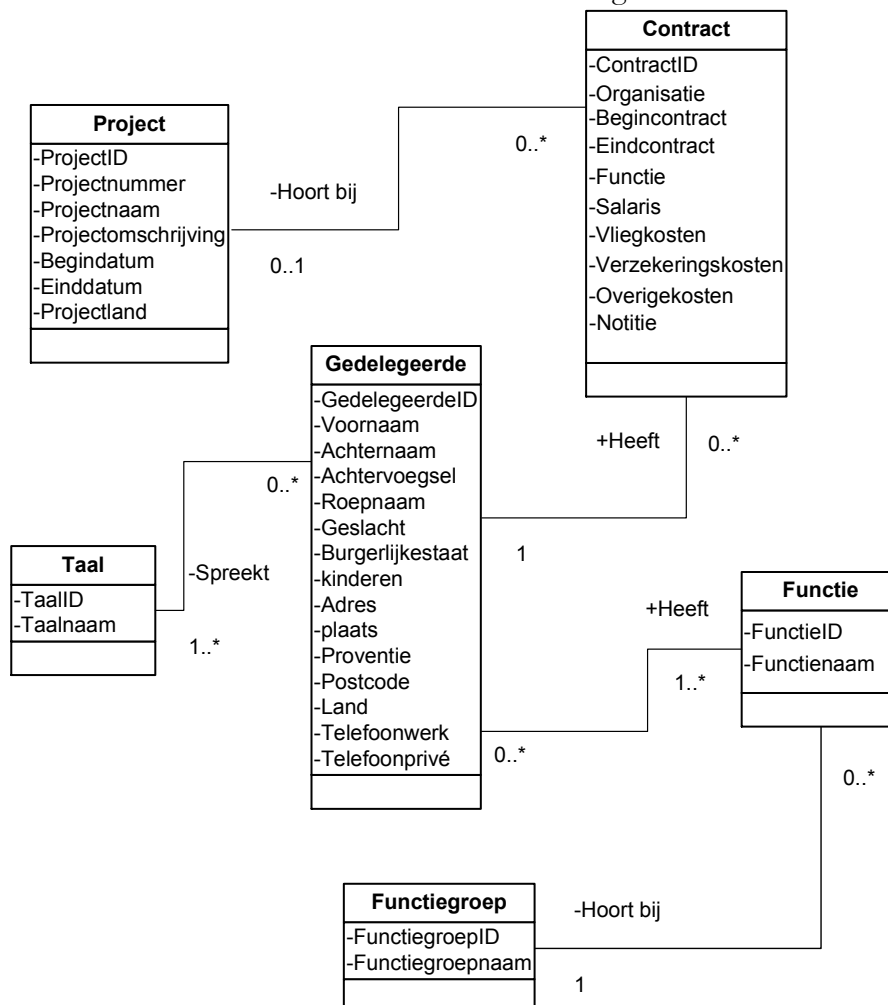 Contract
-ContractID
-Organisatie
-Begincontract
-Eindcontract
-Functie
-Salaris
-Vliegkosten
-Verzekeringskosten
-Overigekosten
-Notitie
Project
-ProjectID
-Projectnummer
-Projectnaam
-Projectomschrijving
-Begindatum
-Einddatum
-Projectland
-Hoort bij
0..*
0..1
Gedelegeerde
-GedelegeerdeID
-Voornaam
-Achternaam
-Achtervoegsel
-Roepnaam
-Geslacht
-Burgerlijkestaat
-kinderen
-Adres
-plaats
-Proventie
-Postcode
-Land
-Telefoonwerk
-Telefoonprivé
+Heeft
0..*
1
0..*
-Spreekt
1..*
Taal
-TaalID
-Taalnaam
Functie
-FunctieID
-Functienaam
+Heeft
1..*
0..*
0..*
Functiegroep
-FunctiegroepID
-Functiegroepnaam
-Hoort bij
1